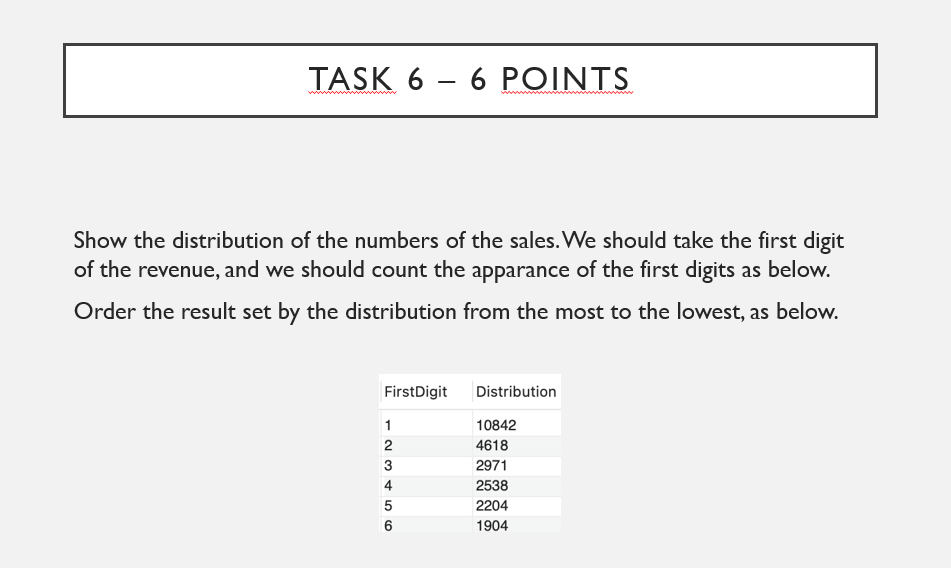 TASK 6 – 6 POINTS
Show the distribution of the numbers of the sales. We should take the first digit
of the revenue, and we should count the apparance of the first digits as below.
Order the result set by the distribution from the most to the lowest, as below.
FirstDigit Distribution
1 10842
2 4618
3 2971
4 2538
5 2204
6 1904